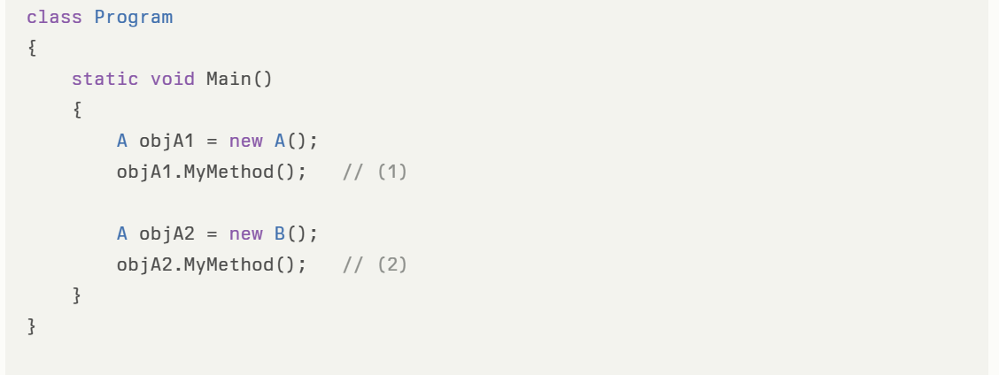 class Program
{
    static void Main()
    {
        A objA1 = new A();
        objA1.MyMethod();   // (1)

        A objA2 = new B();
        objA2.MyMethod();   // (2)
    }
}